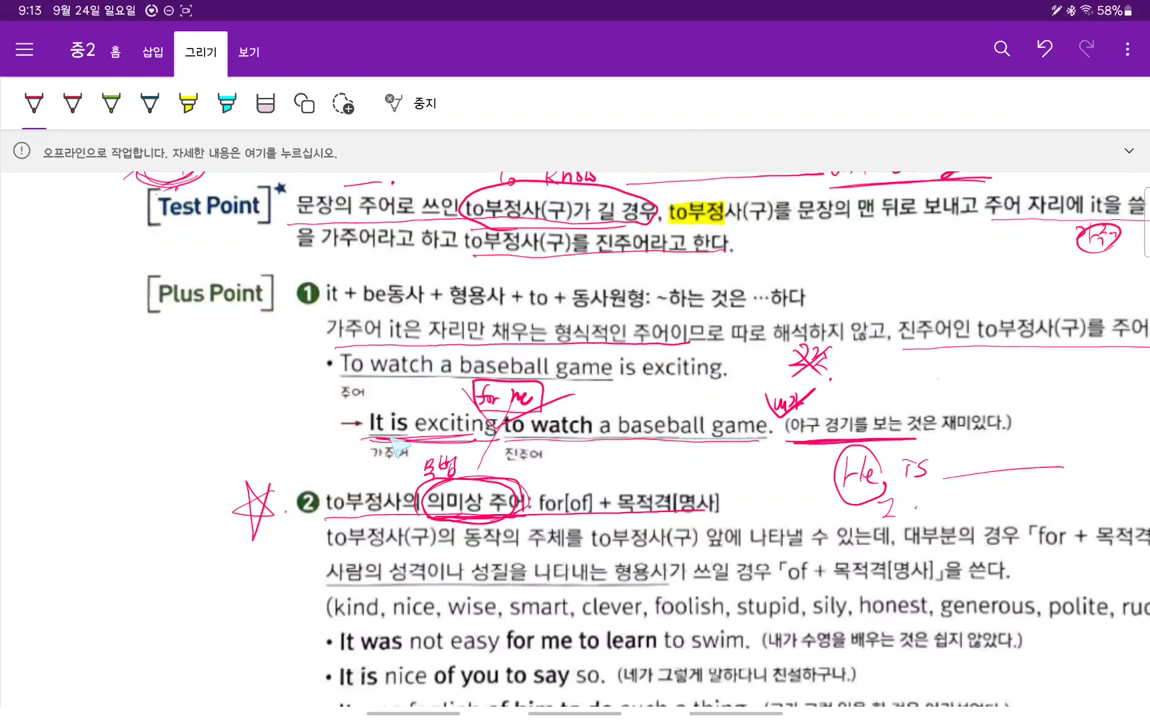 9:13 9월 24일 일요일 58%
중2 홈 삽입 그리기 보기
중지
오프라인으로 작업합니다. 자세한 내용은 여기를 누르십시오.
to know
[Test Point] 문장의 주어로 쓰인 to부정사(구)가 길 경우, to부정사(구)를 문장의 맨 뒤로 보내고 주어 자리에 it을 쓸
을 가주어라고 하고 to부정사(구)를 진주어라고 한다.
[Plus Point] 1 it + be동사 + 형용사 + to + 동사원형: ~하는 것은 …하다
가주어 it은 자리만 채우는 형식적인 주어이므로 따로 해석하지 않고, 진주어인 to부정사(구)를 주어
• To watch a baseball game is exciting.
주어
for me
→ It is exciting to watch a baseball game. (야구 경기를 보는 것은 재미있다.)
가주어 진주어
He is
2 to부정사의 의미상 주어: for[of] + 목적격[명사]
to부정사(구)의 동작의 주체를 to부정사(구) 앞에 나타낼 수 있는데, 대부분의 경우 「for + 목적격
사람의 성격이나 성질을 나타내는 형용사가 쓰일 경우 「of + 목적격[명사]」을 쓴다.
(kind, nice, wise, smart, clever, foolish, stupid, sily, honest, generous, polite, ruc
• It was not easy for me to learn to swim. (내가 수영을 배우는 것은 쉽지 않았다.)
• It is nice of you to say so. (네가 그렇게 말하다니 친절하구나.)